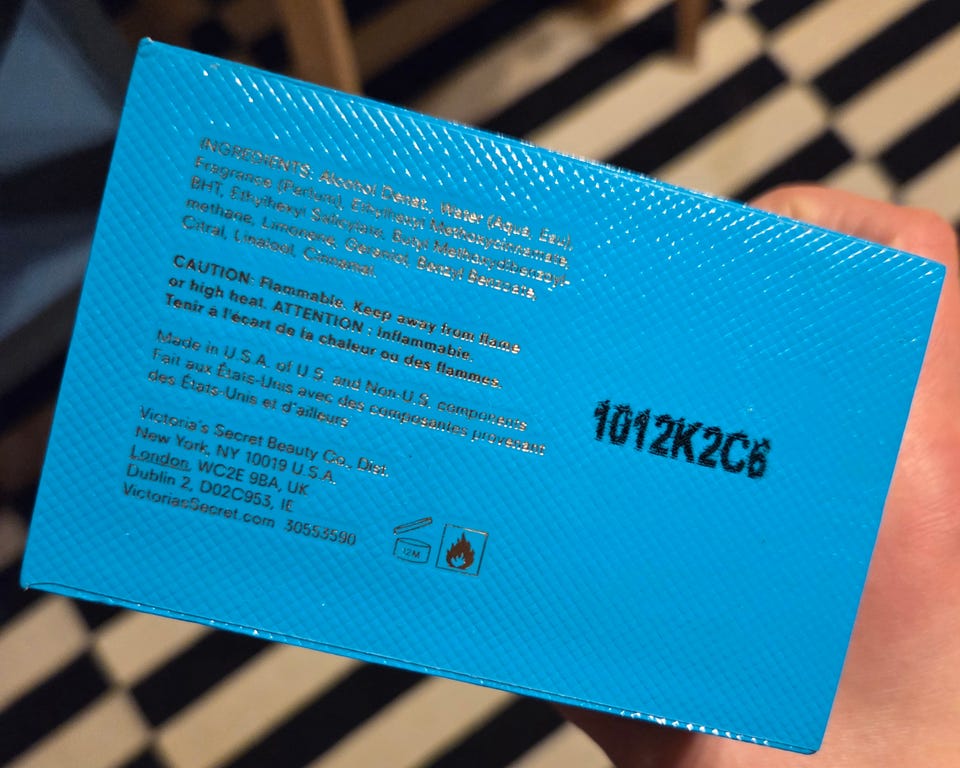 INGREDIENTS: Alcohol Denat., Water (Aqua, Eau),
Fragrance (Parfum), Ethylhexyl Methoxycinnamate,
BHT, Ethylhexyl Salicylate, Butyl Methoxydibenzoyl-
methane, Limonene, Geraniol, Benzyl Benzoate,
Citral, Linalool, Cinnamal.
CAUTION: Flammable. Keep away from flame
or high heat. ATTENTION : Inflammable.
Tenir à l'écart de la chaleur ou des flammes.
Made in U.S.A. of U.S. and Non-U.S. components
Fait aux États-Unis avec des composantes provenant
des États-Unis et d'ailleurs
Victoria's Secret Beauty Co., Dist.
New York, NY 10019 U.S.A.
London, WC2E 9BA, UK
Dublin 2, D02C953, IE
VictoriasSecret.com 30553590
12M
1012K2C6